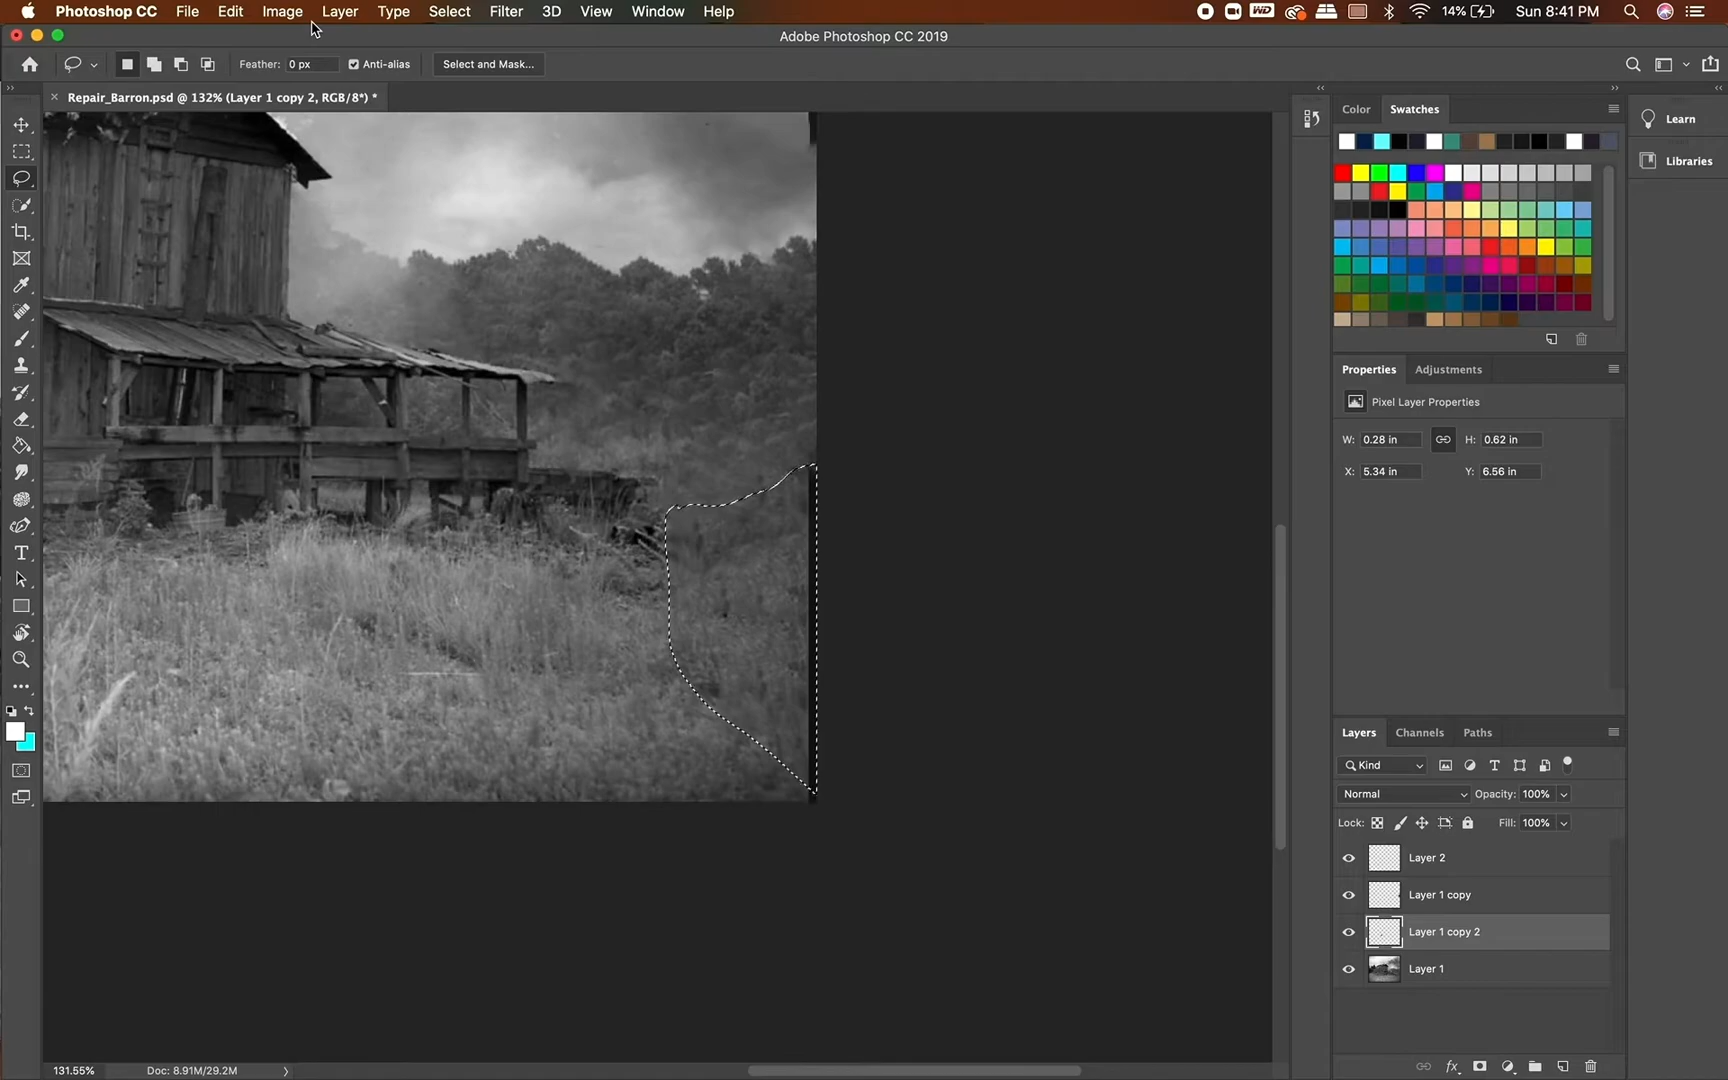 Photoshop CC File Edit Image Layer Type Select Filter 3D View Window Help
WD 14% Sun 8:41 PM
Adobe Photoshop CC 2019
Feather: 0 px Anti-alias Select and Mask...
× Repair_Barron.psd @ 132% (Layer 1 copy 2, RGB/8*) *
Color Swatches
Learn
Libraries
Properties Adjustments
Pixel Layer Properties
W: 0.28 in H: 0.62 in
X: 5.34 in Y: 6.56 in
Layers Channels Paths
Kind
Normal Opacity: 100%
Lock: Fill: 100%
Layer 2
Layer 1 copy
Layer 1 copy 2
Layer 1
131.55% Doc: 8.91M/29.2M
fx